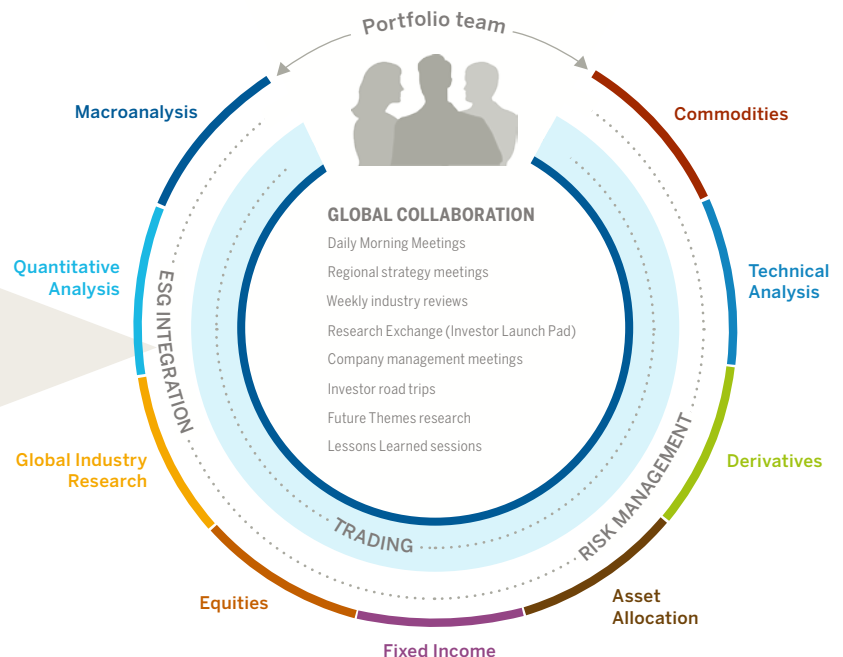 Portfolio team
Macroanalysis
Commodities
GLOBAL COLLABORATION
Daily Morning Meetings
Regional strategy meetings
Weekly industry reviews
Research Exchange (Investor Launch Pad)
Company management meetings
Investor road trips
Future Themes research
Lessons Learned sessions
Quantitative
Analysis
Technical
Analysis
ESG INTEGRATION
RISK MANAGEMENT
TRADING
Global Industry
Research
Derivatives
Equities
Asset
Allocation
Fixed Income